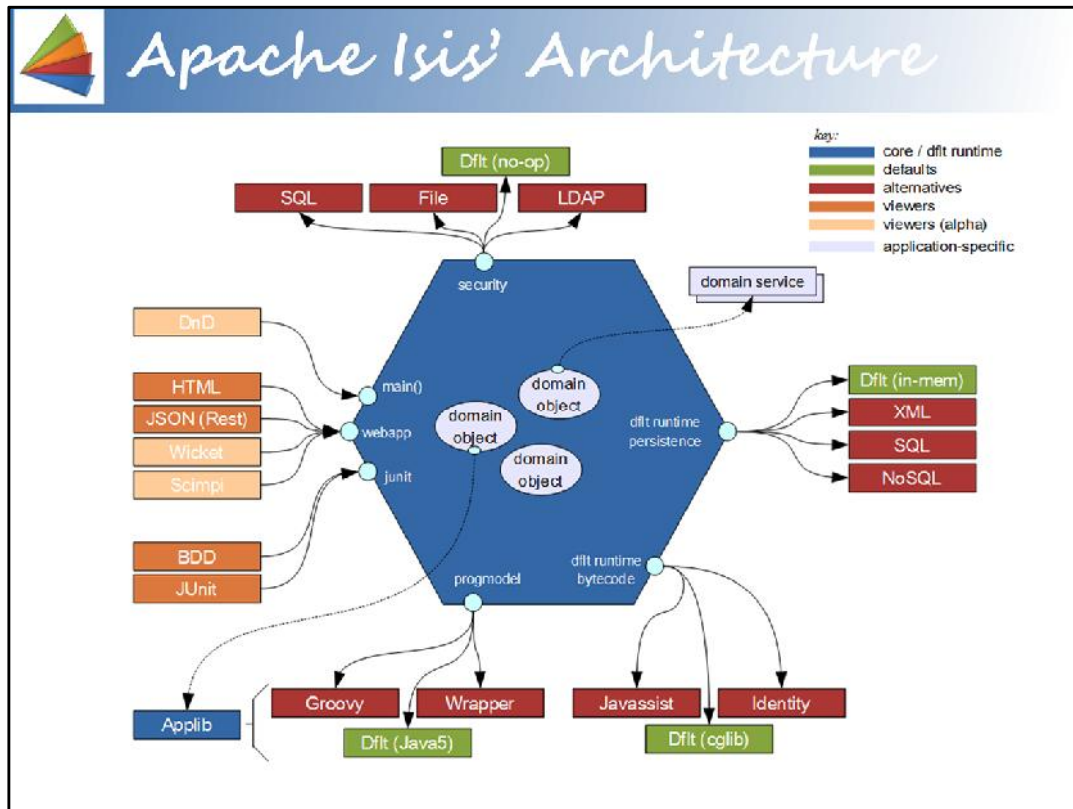 Apache Isis' Architecture
key:
core / dflt runtime
defaults
alternatives
viewers
viewers (alpha)
application-specific
Dflt (no-op)
SQL
File
LDAP
security
domain service
DnD
HTML
JSON (Rest)
Wicket
Scimpi
BDD
JUnit
main()
webapp
junit
domain
object
domain
object
domain
object
dflt runtime
persistence
Dflt (in-mem)
XML
SQL
NoSQL
progmodel
dflt runtime
bytecode
Applib
Groovy
Wrapper
Dflt (Java5)
Javassist
Identity
Dflt (cglib)